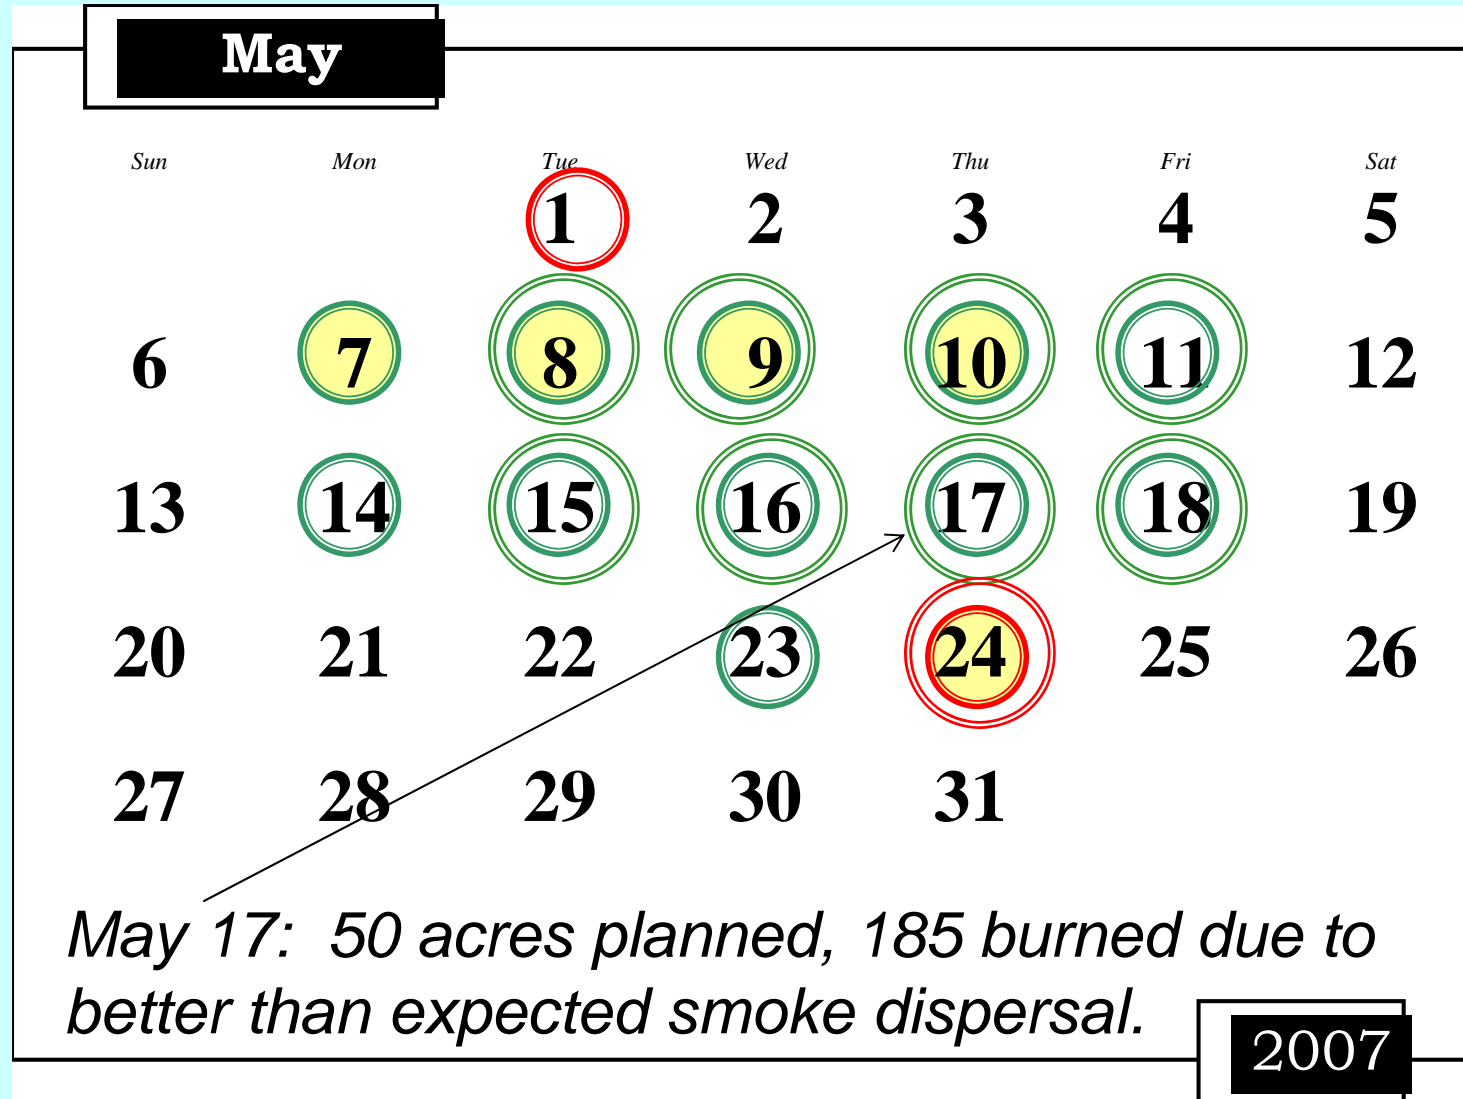 May
Sun Mon Tue Wed Thu Fri Sat
1 2 3 4 5
6 7 8 9 10 11 12
13 14 15 16 17 18 19
20 21 22 23 24 25 26
27 28 29 30 31
May 17:  50 acres planned, 185 burned due to
better than expected smoke dispersal.
2007